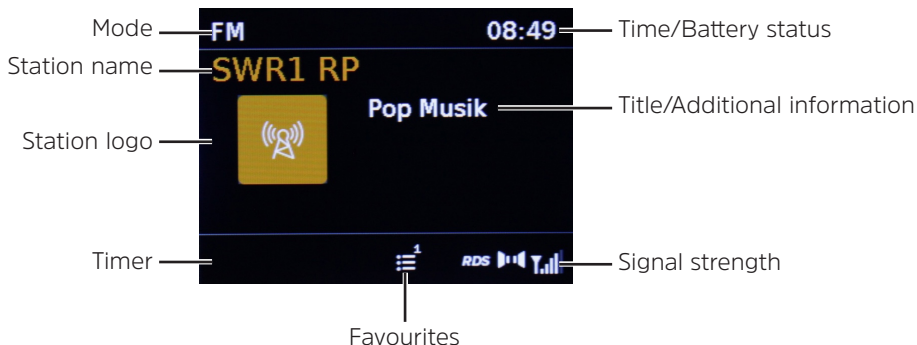 Mode
FM
08:49
Time/Battery status
Station name
SWR1 RP
Pop Musik
Title/Additional information
Station logo
Timer
1
RDS
Signal strength
Favourites